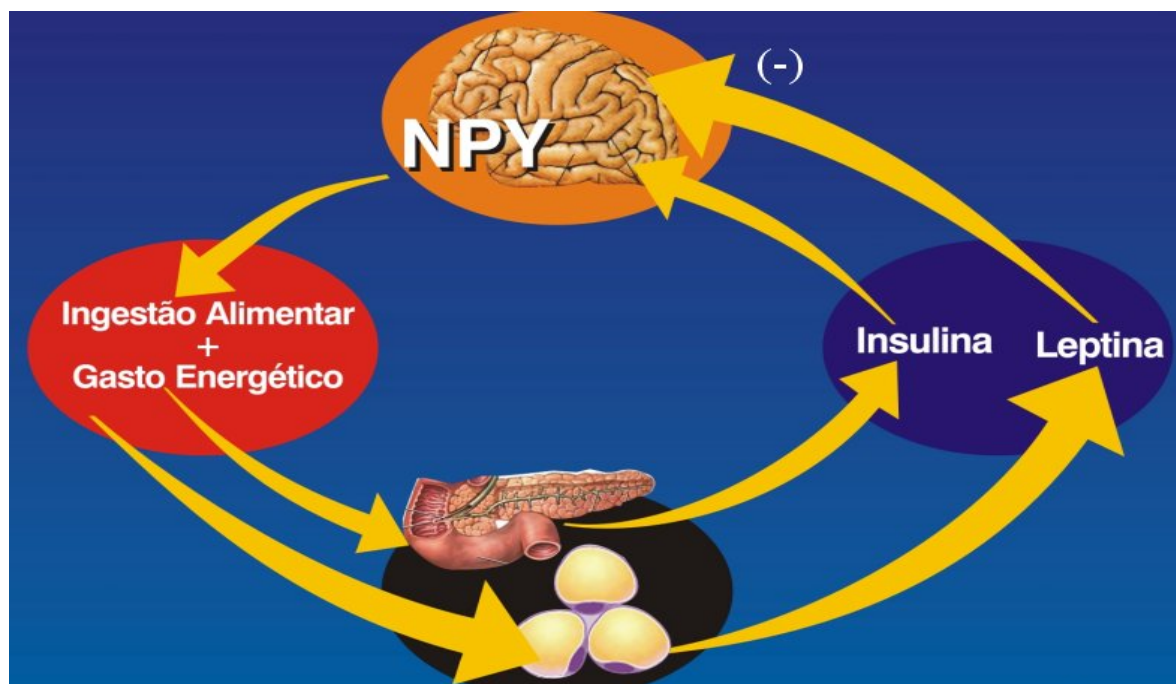 (-)
NPY
Ingestão Alimentar
+
Gasto Energético
Insulina
Leptina